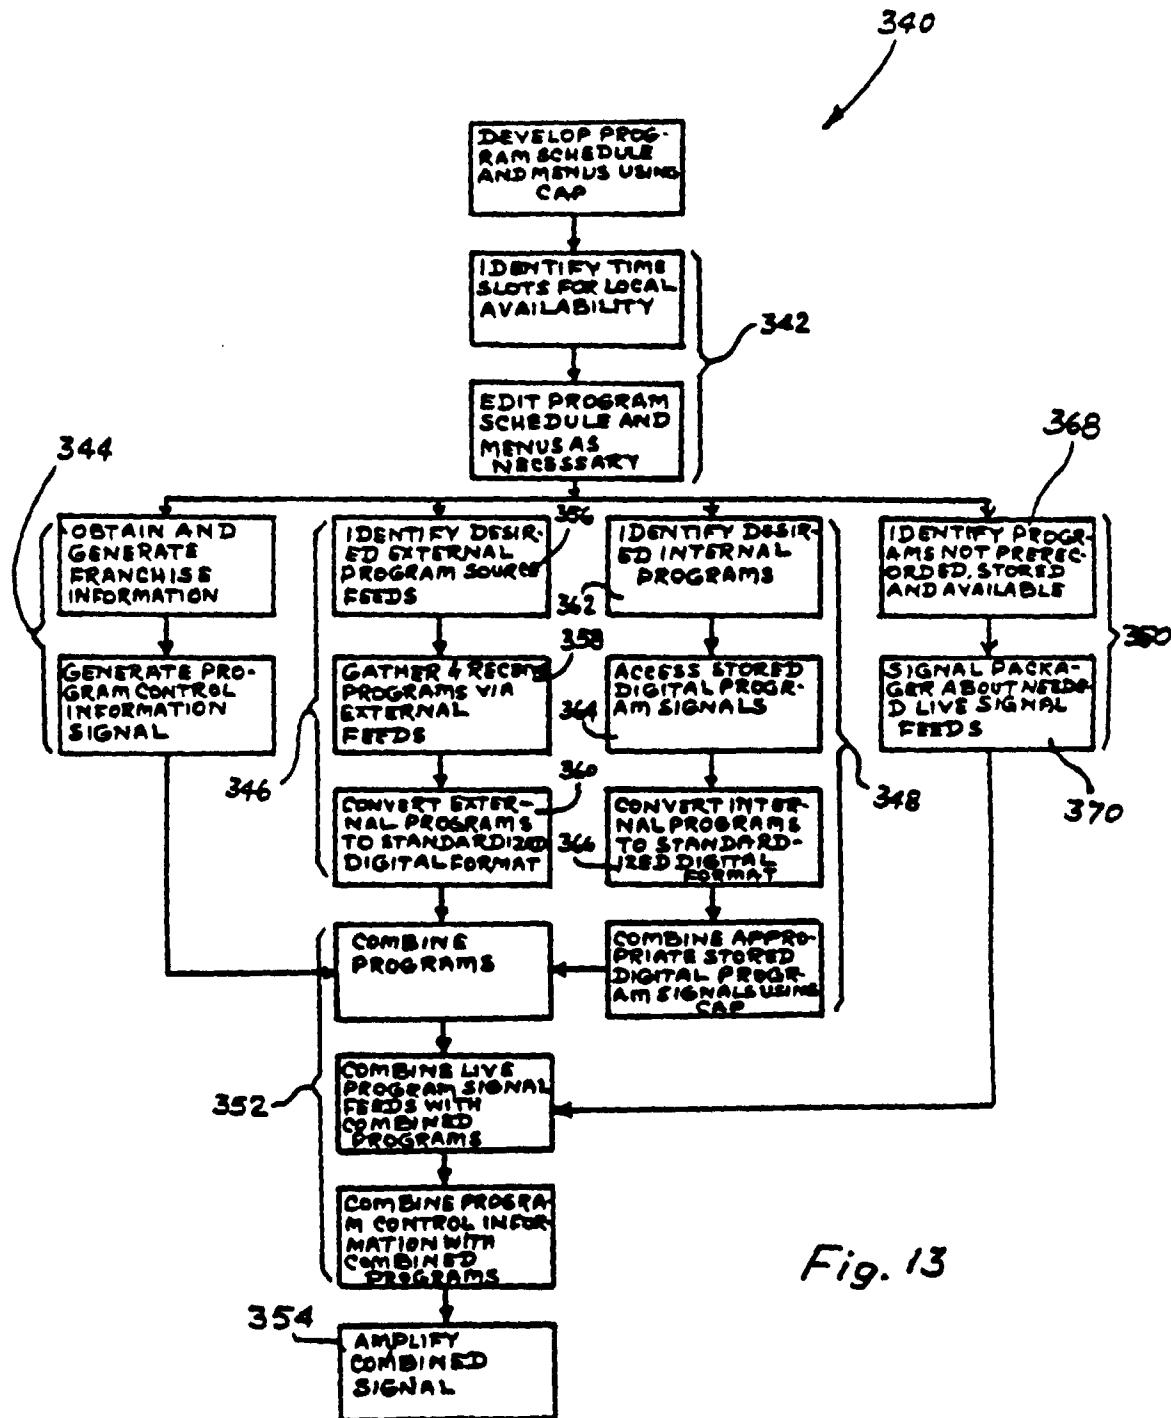 340
DEVELOP PROG-
RAM SCHEDULE
AND MENUS USING
CAP
IDENTIFY TIME
SLOTS FOR LOCAL
AVAILABILITY
342
EDIT PROGRAM
SCHEDULE AND
MENUS AS
NECESSARY
344
OBTAIN AND
GENERATE
FRANCHISE
INFORMATION
GENERATE PRO-
GRAM CONTROL
INFORMATION
SIGNAL
356
IDENTIFY DESI-
RED EXTERNAL
PROGRAM SOURCE
FEEDS
358
GATHER & RECEIVE
PROGRAMS VIA
EXTERNAL
FEEDS
346
360
CONVERT EXTER-
NAL PROGRAMS
TO STANDARDIZED
DIGITAL FORMAT
IDENTIFY DESI-
RED INTERNAL
PROGRAMS
362
ACCESS STORED
DIGITAL PROGR-
AM SIGNALS
364
348
CONVERT INTER-
NAL PROGRAMS
TO STANDARD-
IZED DIGITAL
FORMAT
366
COMBINE APPRO-
PRIATE STORED
DIGITAL PROGR-
AM SIGNALS USING
CAP
368
IDENTIFY PROGR-
AMS NOT PREREC-
ORDED, STORED
AND AVAILABLE
350
SIGNAL PACKA-
GER ABOUT NEEDE-
D LIVE SIGNAL
FEEDS
370
COMBINE
PROGRAMS
352
COMBINE LIVE
PROGRAM SIGNAL
FEEDS WITH
COMBINED
PROGRAMS
COMBINE PROGRA-
M CONTROL INFOR-
MATION WITH
COMBINED
PROGRAMS
354
AMPLIFY
COMBINED
SIGNAL
Fig. 13